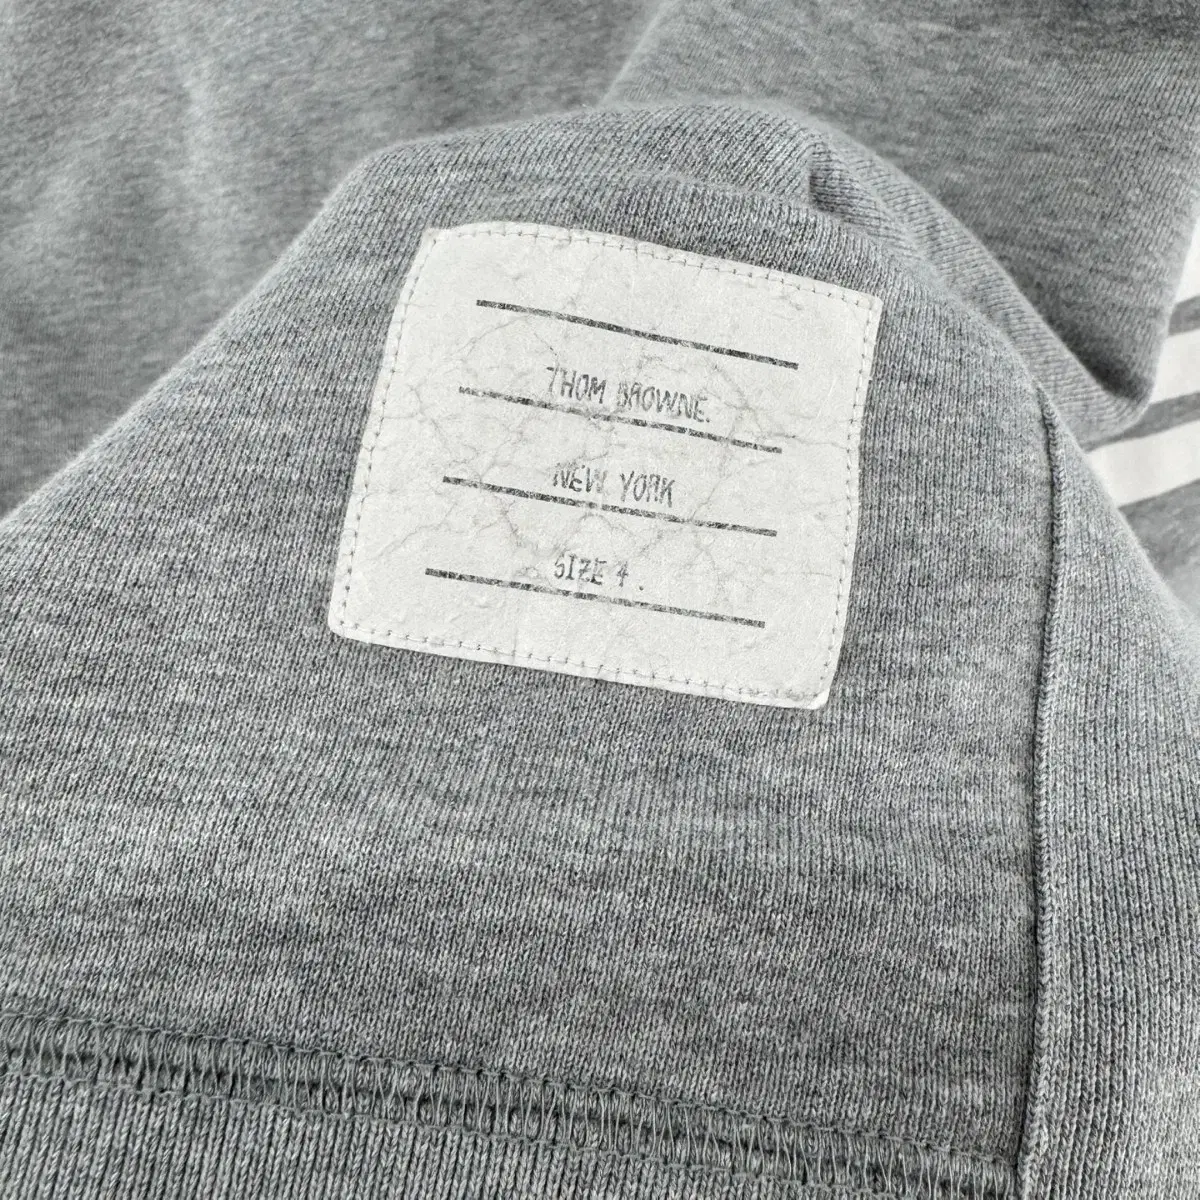 THOM BROWNE.
NEW YORK
SIZE 4.